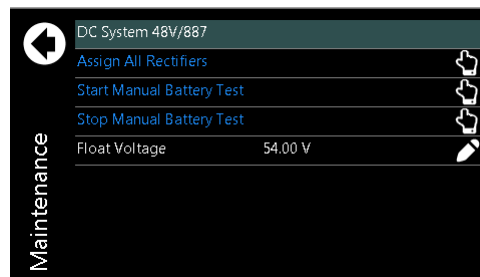 DC System 48V/887
Assign All Rectifiers
Start Manual Battery Test
Stop Manual Battery Test
Float Voltage 54.00 V
Maintenance